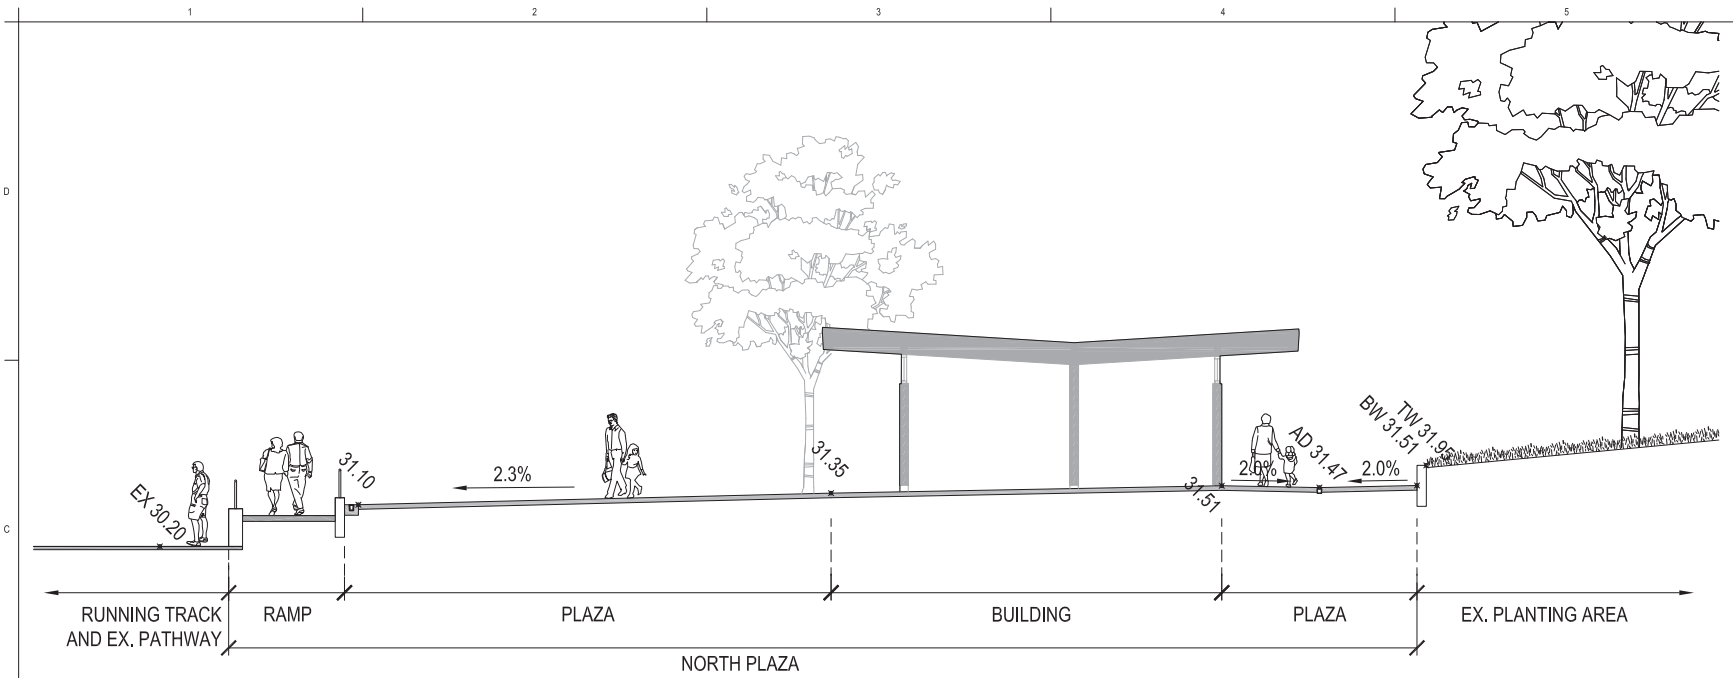 1 2 3 4 5
D
C
EX 30.20
31.10
2.3%
31.35
31.51
2.0%
AD 31.47
2.0%
BW 31.51
TW 31.95
RUNNING TRACK
AND EX. PATHWAY
RAMP
PLAZA
BUILDING
PLAZA
EX. PLANTING AREA
NORTH PLAZA